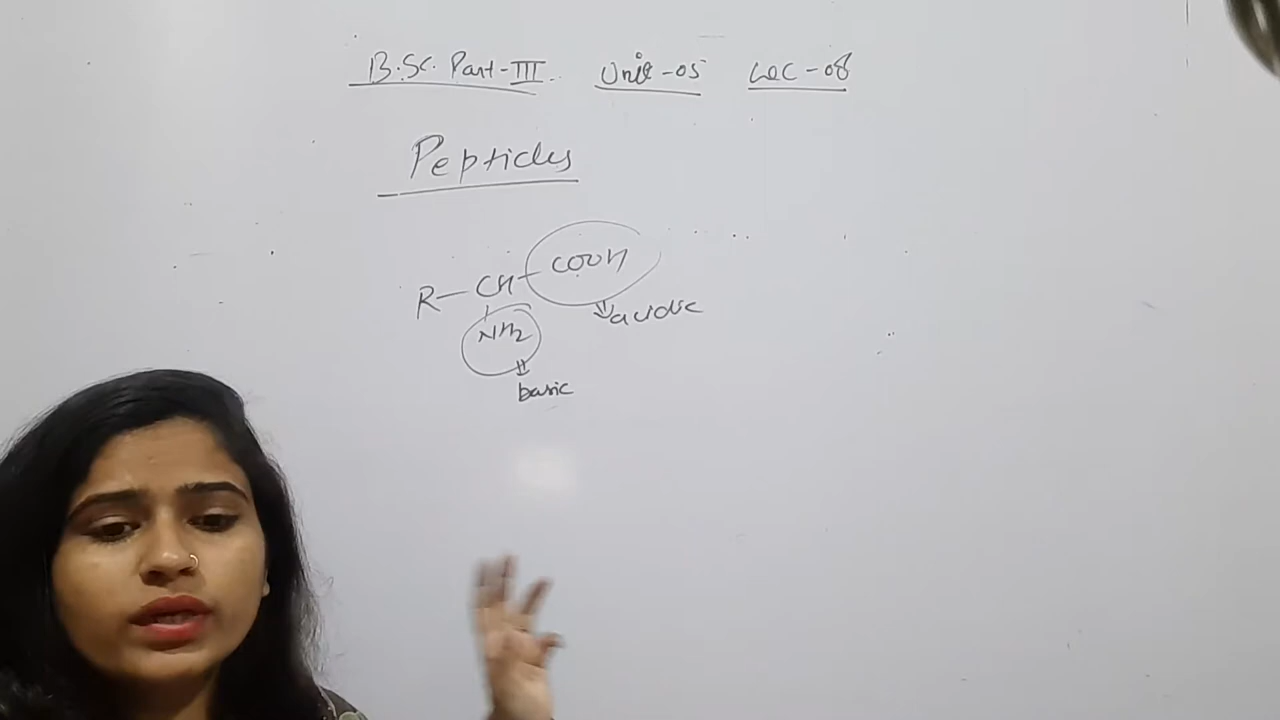 B.Sc. Part-III. Unit-05 Lec-08
Peptides
R-CH-COOH
NH2
acidic
basic